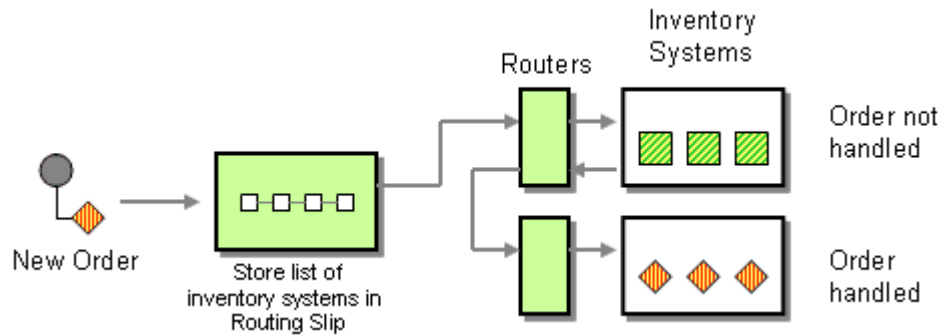 Inventory
Systems
Routers
Order not
handled
New Order
Store list of
inventory systems in
Routing Slip
Order
handled